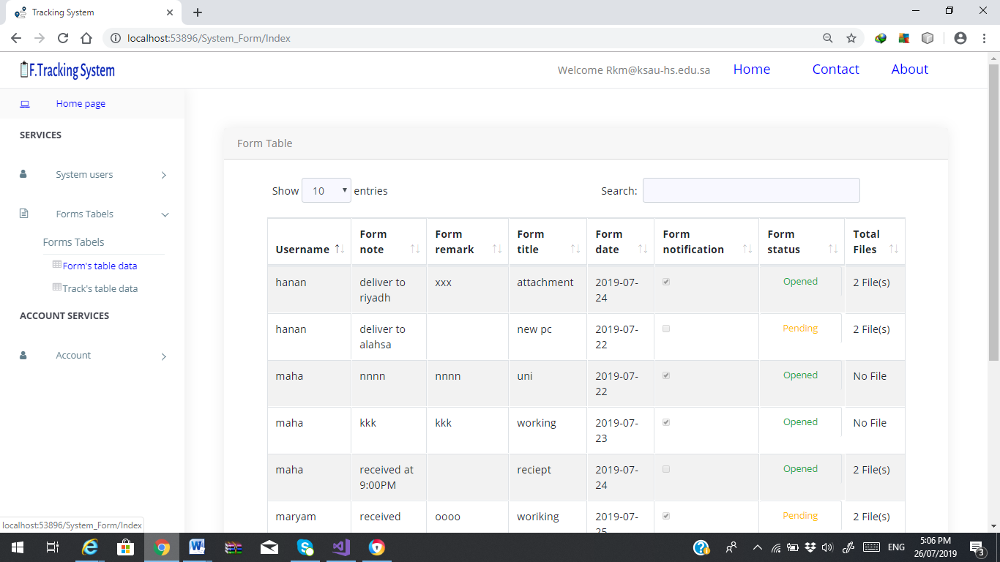 Tracking System
localhost:53896/System_Form/Index
F.Tracking System
Welcome Rkm@ksau-hs.edu.sa
Home
Contact
About
Home page
SERVICES
System users
Forms Tabels
Forms Tabels
Form's table data
Track's table data
ACCOUNT SERVICES
Account
Form Table
Show 10 entries
Search:
Username Form note Form remark Form title Form date Form notification Form status Total Files
hanan deliver to riyadh xxx attachment 2019-07-24 Opened 2 File(s)
hanan deliver to alahsa new pc 2019-07-22 Pending 2 File(s)
maha nnnn nnnn uni 2019-07-22 Opened No File
maha kkk kkk working 2019-07-23 Opened No File
maha received at 9:00PM reciept 2019-07-24 Opened 2 File(s)
maryam received oooo woriking 2019-07-25 Pending 2 File(s)
localhost:53896/System_Form/Index
ENG
5:06 PM
26/07/2019
3